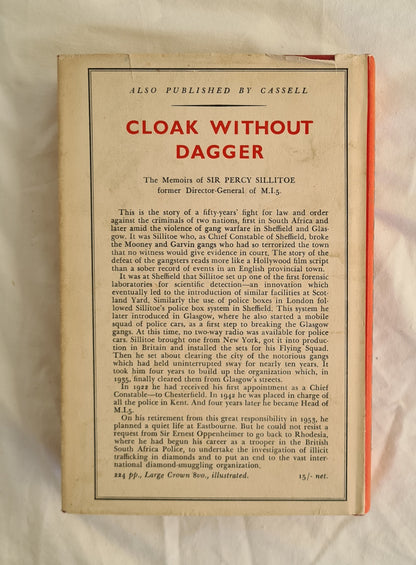 ALSO PUBLISHED BY CASSELL
CLOAK WITHOUT
DAGGER
The Memoirs of SIR PERCY SILLITOE
former Director-General of M.I.5.
This is the story of a fifty-years' fight for law and order
against the criminals of two nations, first in South Africa and
later amid the violence of gang warfare in Sheffield and Glas-
gow. It was Sillitoe who, as Chief Constable of Sheffield, broke
the Mooney and Garvin gangs who had so terrorized the town
that no witness would give evidence in court. The story of the
defeat of the gangsters reads more like a Hollywood film script
than a sober record of events in an English provincial town.
It was at Sheffield that Sillitoe set up one of the first forensic
laboratories for scientific detection—an innovation which
eventually led to the introduction of similar facilities at Scot-
land Yard, Similarly the use of police boxes in London fol-
lowed Sillitoe's police box system in Sheffield. This system he
later introduced in Glasgow, where he also started a mobile
squad of police cars, as a first step to breaking the Glasgow
gangs. At this time, no two-way radio was available for police
cars. Sillitoe brought one from New York, got it into produc-
tion in Britain and installed the sets for his Flying Squad.
Then he set about clearing the city of the notorious gangs
which had held uninterrupted sway for nearly ten years. It
took him four years to build up the organization which, in
1935, finally cleared them from Glasgow's streets.
In 1922 he had received his first appointment as a Chief
Constable—to Chesterfield. In 1942 he was placed in charge of
all the police in Kent. And four years later he became Head of
M.I.5.
On his retirement from this great responsibility in 1953, he
planned a quiet life at Eastbourne. But he could not resist a
request from Sir Ernest Oppenheimer to go back to Rhodesia,
where he had begun his career as a trooper in the British
South Africa Police, to undertake the investigation of illicit
trafficking in diamonds and to put an end to the vast inter-
national diamond-smuggling organization.
224 pp., Large Crown 8vo., illustrated. 15/- net.